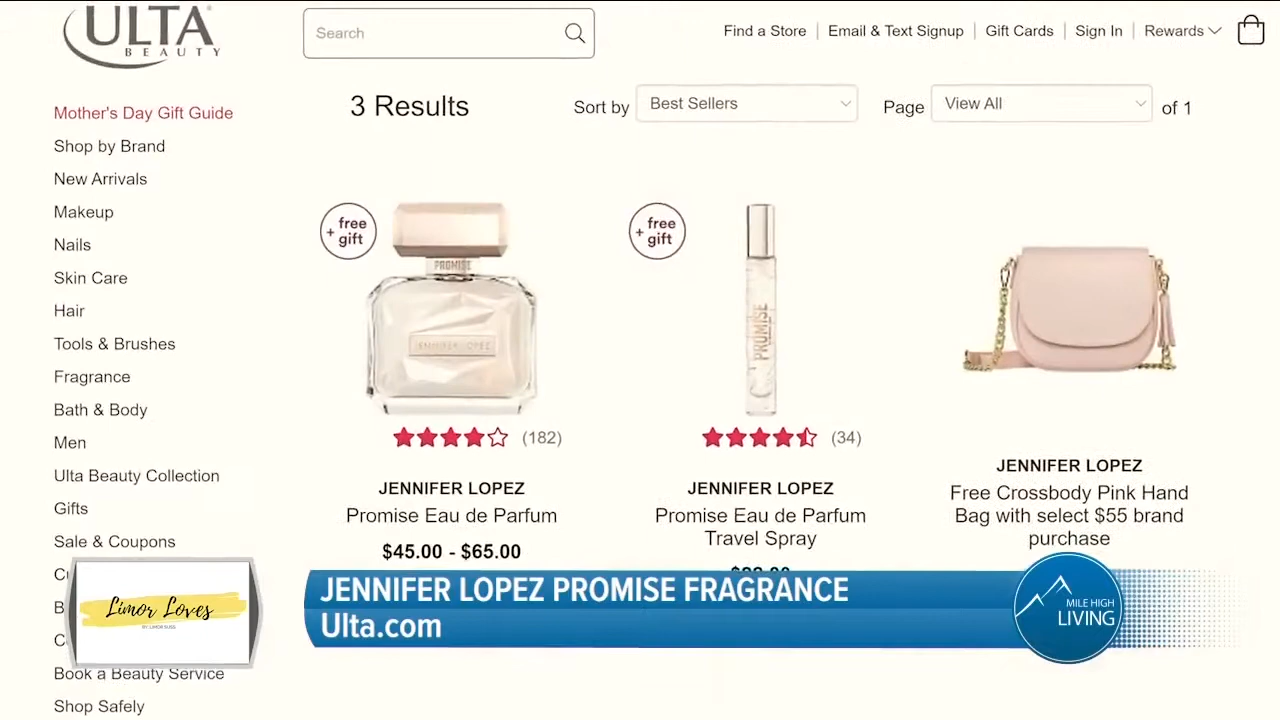 ULTA
BEAUTY
Search
Find a Store
Email & Text Signup
Gift Cards
Sign In
Rewards
Mother's Day Gift Guide
Shop by Brand
New Arrivals
Makeup
Nails
Skin Care
Hair
Tools & Brushes
Fragrance
Bath & Body
Men
Ulta Beauty Collection
Gifts
Sale & Coupons
Book a Beauty Service
Shop Safely
3 Results
Sort by
Best Sellers
Page
View All
of 1
+ free
gift
PROMISE
JENNIFER LOPEZ
(182)
JENNIFER LOPEZ
Promise Eau de Parfum
$45.00 - $65.00
+ free
gift
PROMISE
(34)
JENNIFER LOPEZ
Promise Eau de Parfum
Travel Spray
JENNIFER LOPEZ
Free Crossbody Pink Hand
Bag with select $55 brand
purchase
Limor Loves
BY LIMOR SUSS
JENNIFER LOPEZ PROMISE FRAGRANCE
Ulta.com
MILE HIGH
LIVING